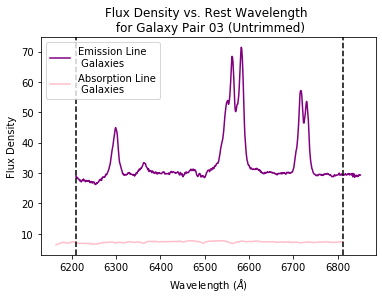 Flux Density vs. Rest Wavelength
for Galaxy Pair 03 (Untrimmed)
Emission Line
Galaxies
Absorption Line
Galaxies
Flux Density
70
60
50
40
30
20
10
6200 6300 6400 6500 6600 6700 6800
Wavelength (Å)